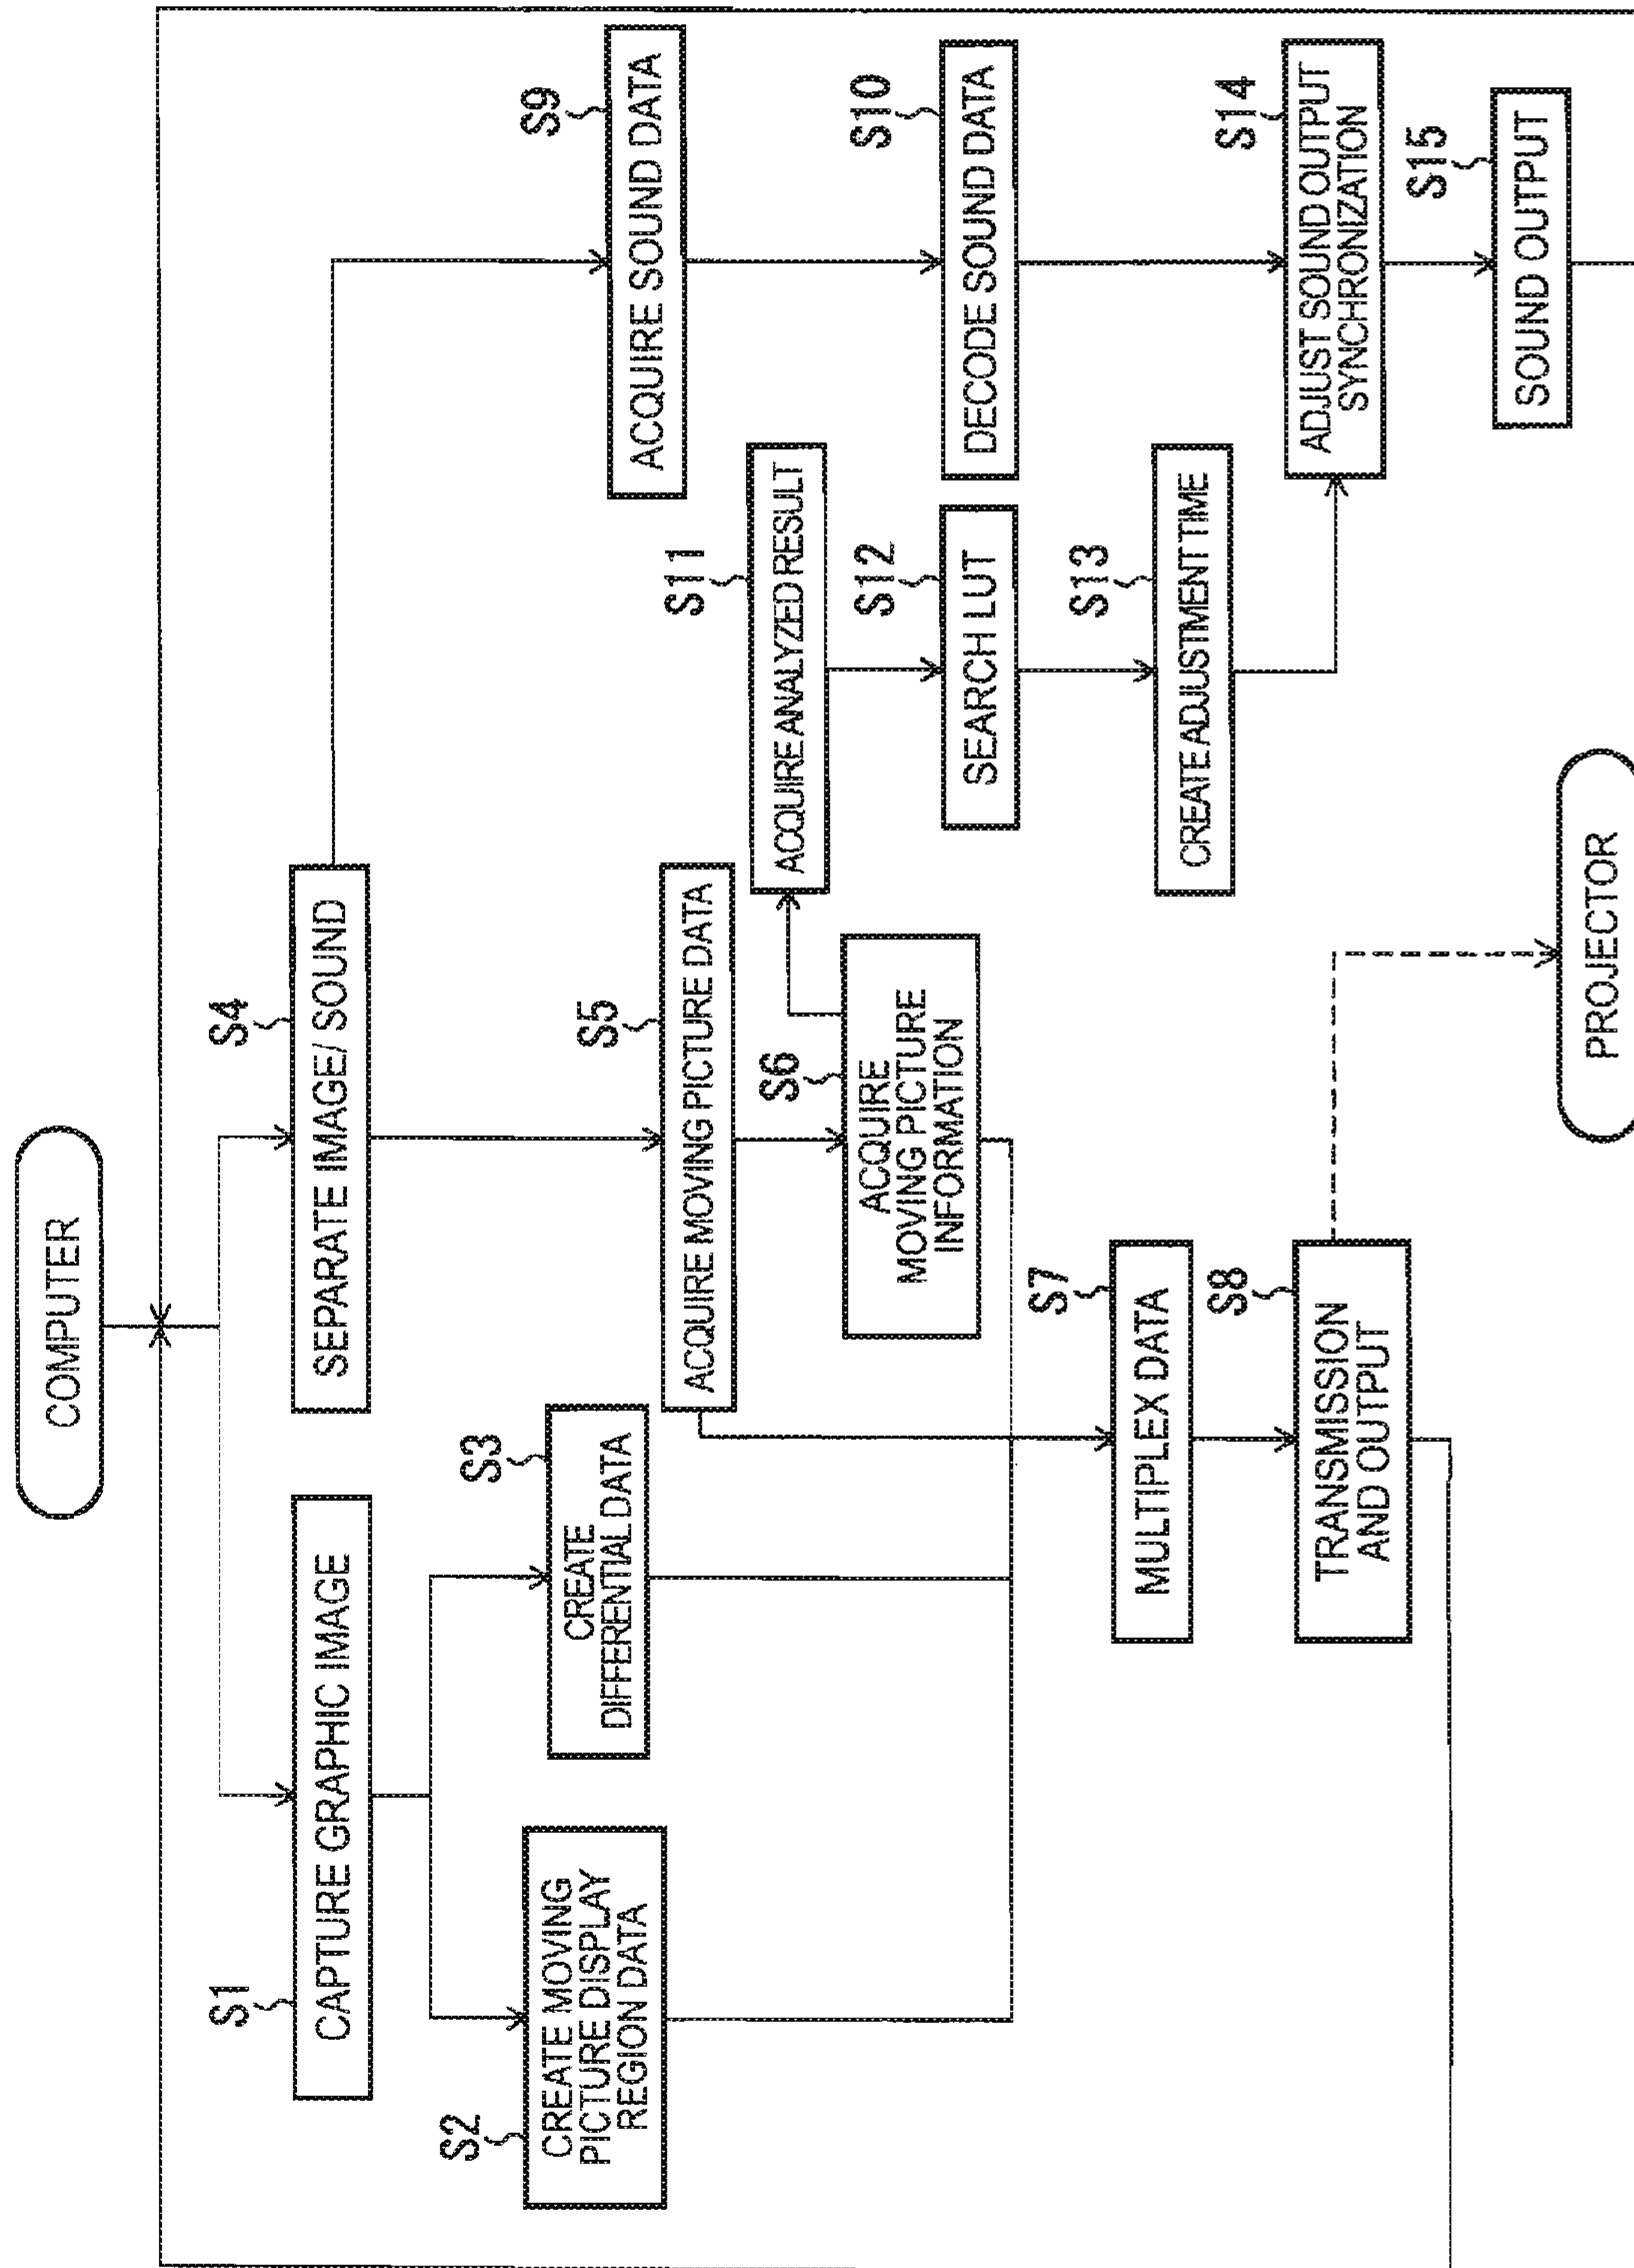 COMPUTER
S1
CAPTURE GRAPHIC IMAGE
S2
CREATE MOVING
PICTURE DISPLAY
REGION DATA
S3
CREATE
DIFFERENTIAL DATA
S4
SEPARATE IMAGE/ SOUND
S5
ACQUIRE MOVING PICTURE DATA
S6
ACQUIRE
MOVING PICTURE
INFORMATION
S7
MULTIPLEX DATA
S8
TRANSMISSION
AND OUTPUT
S9
ACQUIRE SOUND DATA
S10
DECODE SOUND DATA
S11
ACQUIRE ANALYZED RESULT
S12
SEARCH LUT
S13
CREATE ADJUSTMENT TIME
S14
ADJUST SOUND OUTPUT
SYNCHRONIZATION
S15
SOUND OUTPUT
PROJECTOR